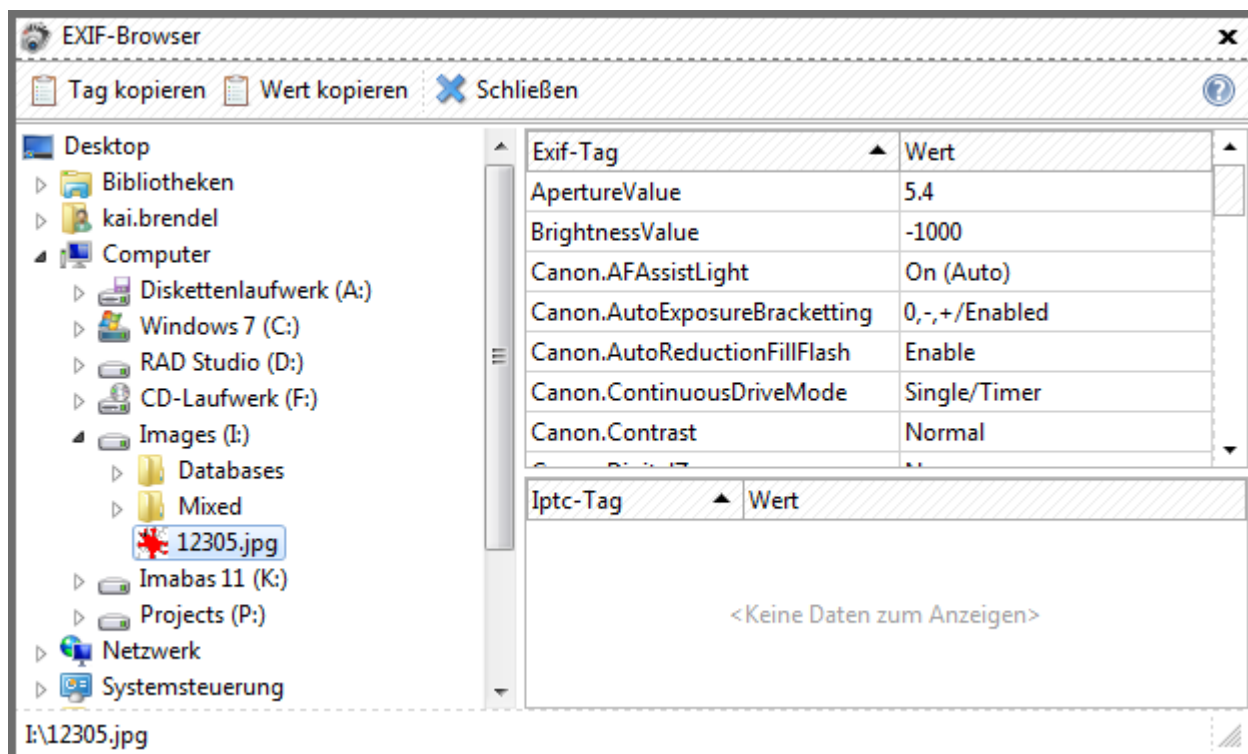 EXIF-Browser
Tag kopieren Wert kopieren Schließen
Desktop
Bibliotheken
kai.brendel
Computer
Diskettenlaufwerk (A:)
Windows 7 (C:)
RAD Studio (D:)
CD-Laufwerk (F:)
Images (I:)
Databases
Mixed
12305.jpg
Imabas 11 (K:)
Projects (P:)
Netzwerk
Systemsteuerung
Exif-Tag Wert
ApertureValue 5.4
BrightnessValue -1000
Canon.AFAssistLight On (Auto)
Canon.AutoExposureBracketting 0,-,+/Enabled
Canon.AutoReductionFillFlash Enable
Canon.ContinuousDriveMode Single/Timer
Canon.Contrast Normal
Iptc-Tag Wert
<Keine Daten zum Anzeigen>
I:\12305.jpg